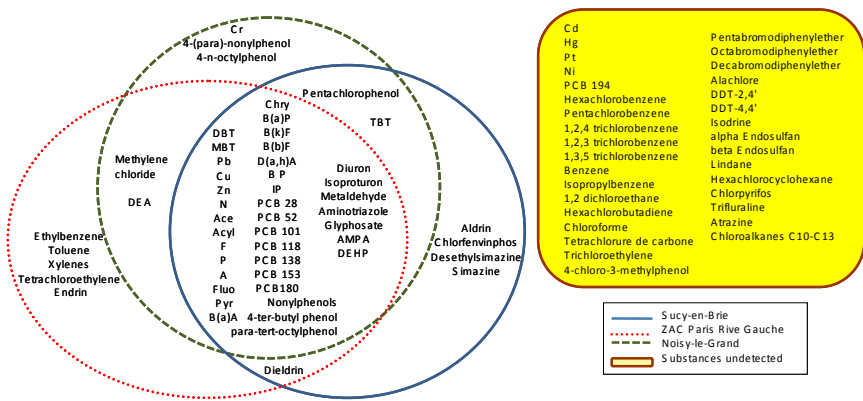 Cr
4-(para)-nonylphenol
4-n-octylphenol
Pentachlorophenol
TBT
Methylene
chloride
DEA
Ethylbenzene
Toluene
Xylenes
Tetrachloroethylene
Endrin
DBT
MBT
Pb
Cu
Zn
N
Ace
Acyl
F
P
A
Fluo
Pyr
B(a)A
Chry
B(a)P
B(k)F
B(b)F
D(a,h)A
B P
IP
PCB 28
PCB 52
PCB 101
PCB 118
PCB 138
PCB 153
PCB180
Nonylphenols
4-ter-butyl phenol
para-tert-octylphenol
Diuron
Isoproturon
Metaldehyde
Aminotriazole
Glyphosate
AMPA
DEHP
Aldrin
Chlorfenvinphos
Desethylsimazine
Simazine
Dieldrin
Cd
Hg
Pt
Ni
PCB 194
Hexachlorobenzene
Pentachlorobenzene
1,2,4 trichlorobenzene
1,2,3 trichlorobenzene
1,3,5 trichlorobenzene
Benzene
Isopropylbenzene
1,2 dichloroethane
Hexachlorobutadiene
Chloroforme
Tetrachlorure de carbone
Trichloroethylene
4-chloro-3-methylphenol
Pentabromodiphenylether
Octabromodiphenylether
Decabromodiphenylether
Alachlore
DDT-2,4'
DDT-4,4'
Isodrine
alpha Endosulfan
beta Endosulfan
Lindane
Hexachlorocyclohexane
Chlorpyrifos
Trifluraline
Atrazine
Chloroalkanes C10-C13
Sucy-en-Brie
ZAC Paris Rive Gauche
Noisy-le-Grand
Substances undetected